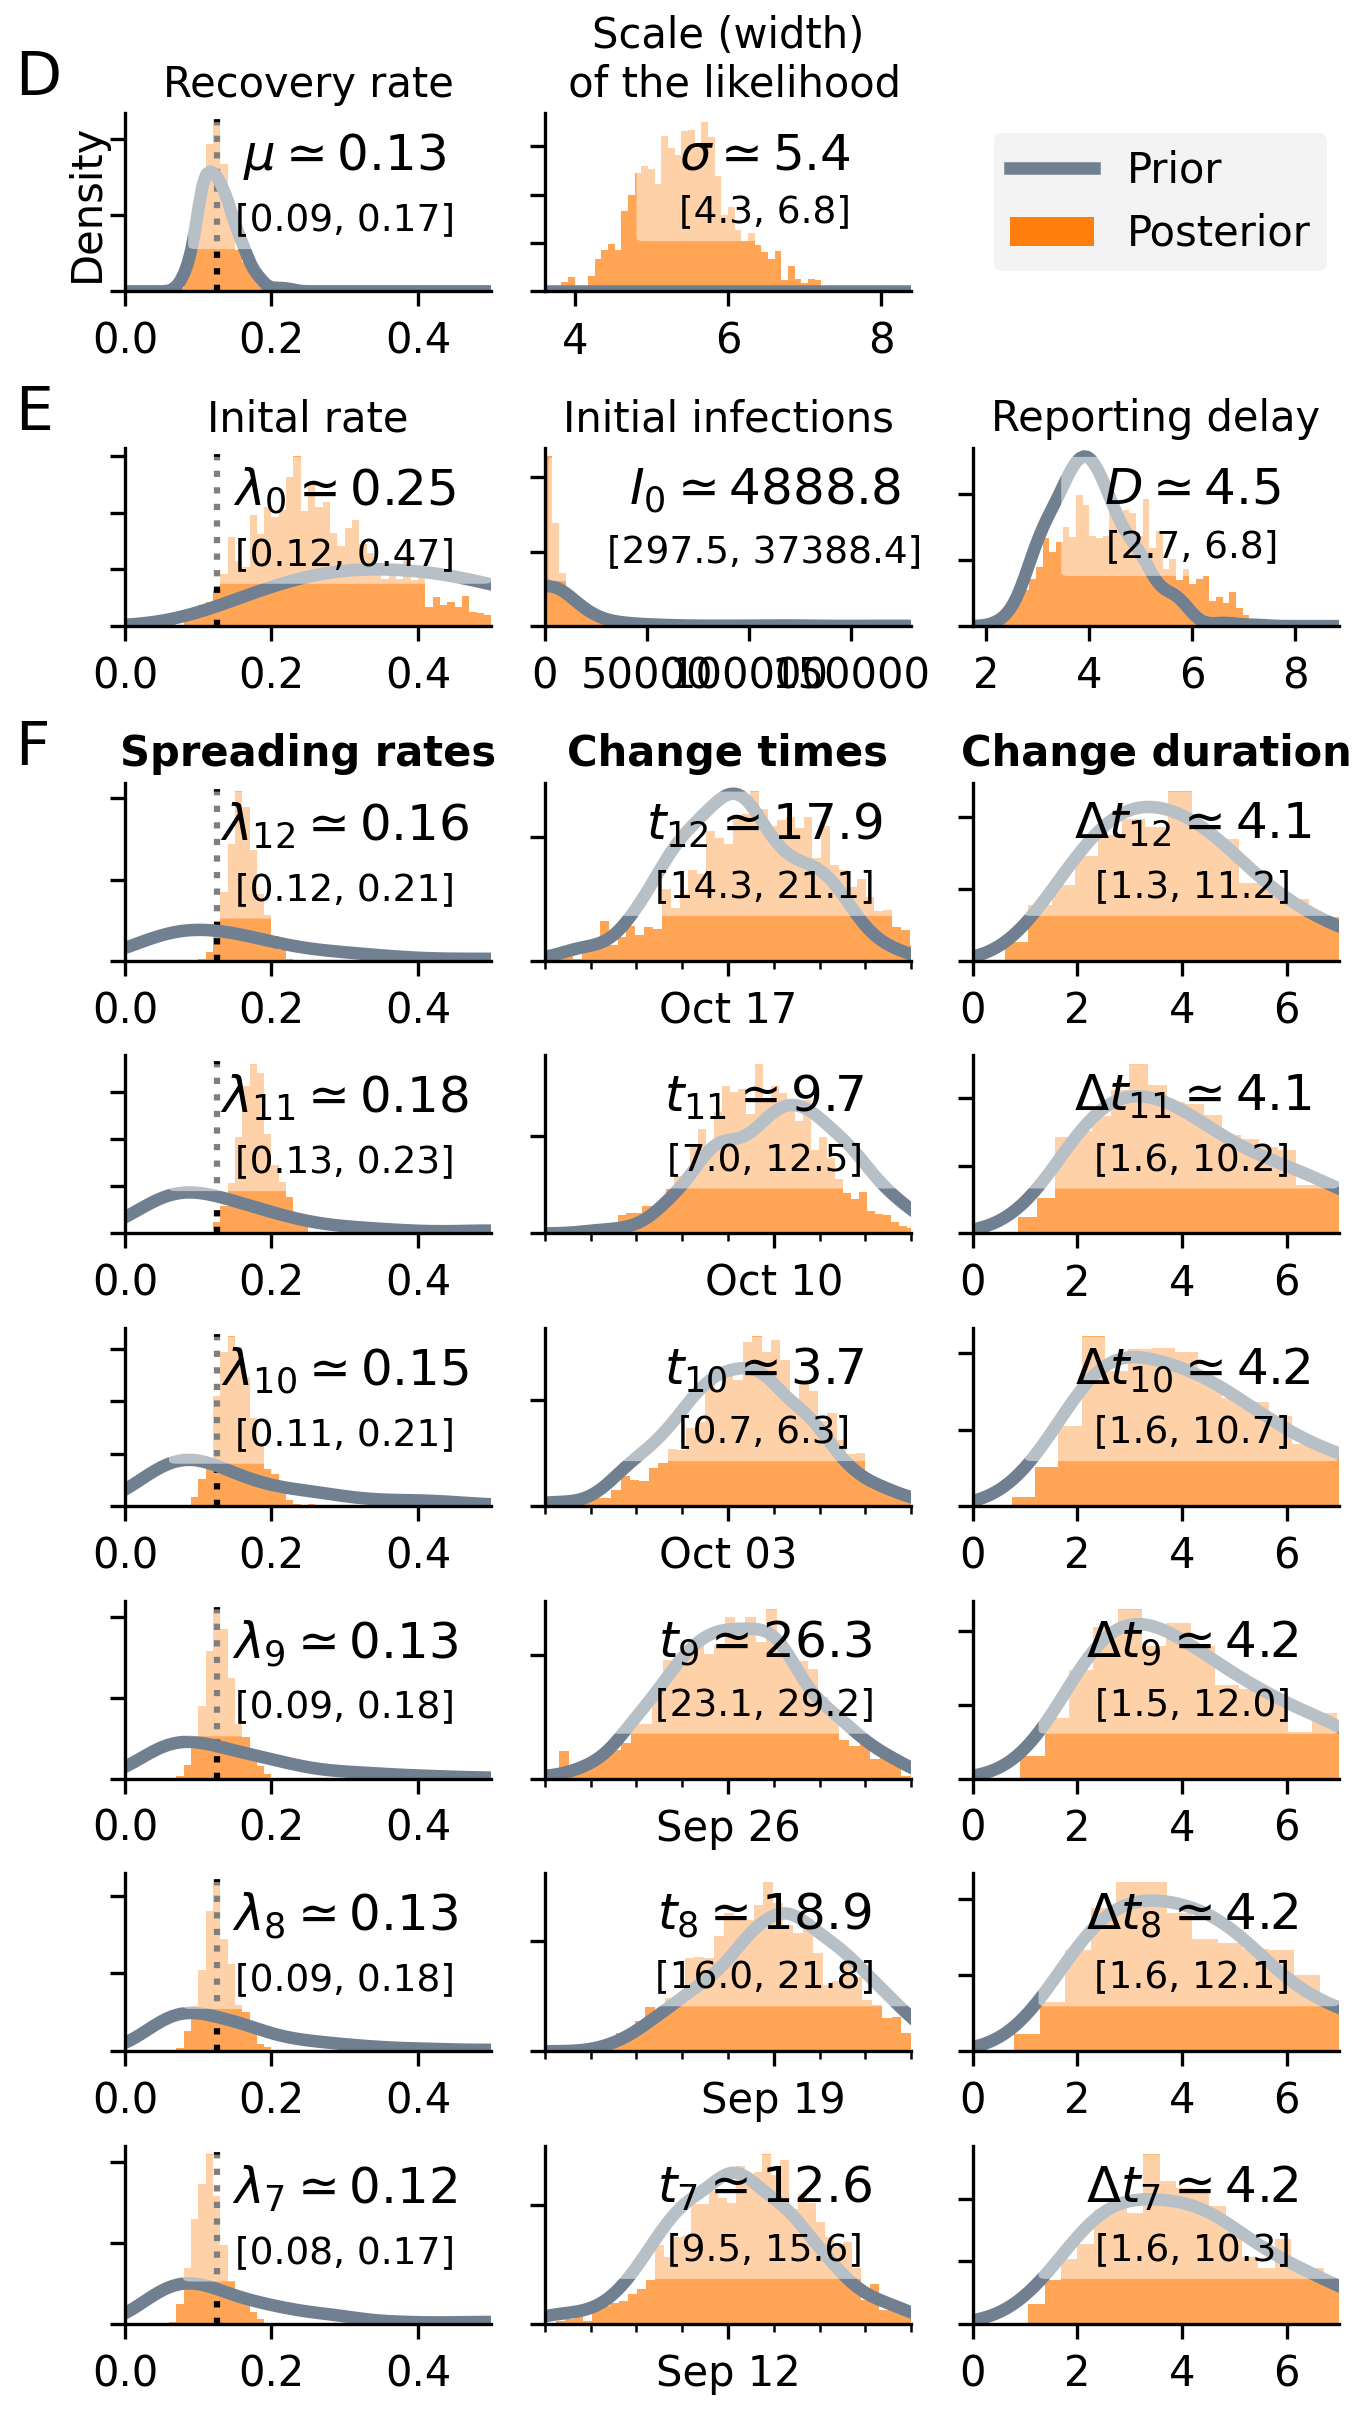 D
Recovery rate
Scale (width)
of the likelihood
Density
μ ≃ 0.13
[0.09, 0.17]
0.0 0.2 0.4
σ ≃ 5.4
[4.3, 6.8]
4 6 8
Prior
Posterior
E
Inital rate
λ0 ≃ 0.25
[0.12, 0.47]
0.0 0.2 0.4
Initial infections
I0 ≃ 4888.8
[297.5, 37388.4]
0 50000 100000 150000
Reporting delay
D ≃ 4.5
[2.7, 6.8]
2 4 6 8
F
Spreading rates
Change times
Change duration
λ12 ≃ 0.16
[0.12, 0.21]
0.0 0.2 0.4
t12 ≃ 17.9
[14.3, 21.1]
Oct 17
Δt12 ≃ 4.1
[1.3, 11.2]
0 2 4 6
λ11 ≃ 0.18
[0.13, 0.23]
0.0 0.2 0.4
t11 ≃ 9.7
[7.0, 12.5]
Oct 10
Δt11 ≃ 4.1
[1.6, 10.2]
0 2 4 6
λ10 ≃ 0.15
[0.11, 0.21]
0.0 0.2 0.4
t10 ≃ 3.7
[0.7, 6.3]
Oct 03
Δt10 ≃ 4.2
[1.6, 10.7]
0 2 4 6
λ9 ≃ 0.13
[0.09, 0.18]
0.0 0.2 0.4
t9 ≃ 26.3
[23.1, 29.2]
Sep 26
Δt9 ≃ 4.2
[1.5, 12.0]
0 2 4 6
λ8 ≃ 0.13
[0.09, 0.18]
0.0 0.2 0.4
t8 ≃ 18.9
[16.0, 21.8]
Sep 19
Δt8 ≃ 4.2
[1.6, 12.1]
0 2 4 6
λ7 ≃ 0.12
[0.08, 0.17]
0.0 0.2 0.4
t7 ≃ 12.6
[9.5, 15.6]
Sep 12
Δt7 ≃ 4.2
[1.6, 10.3]
0 2 4 6